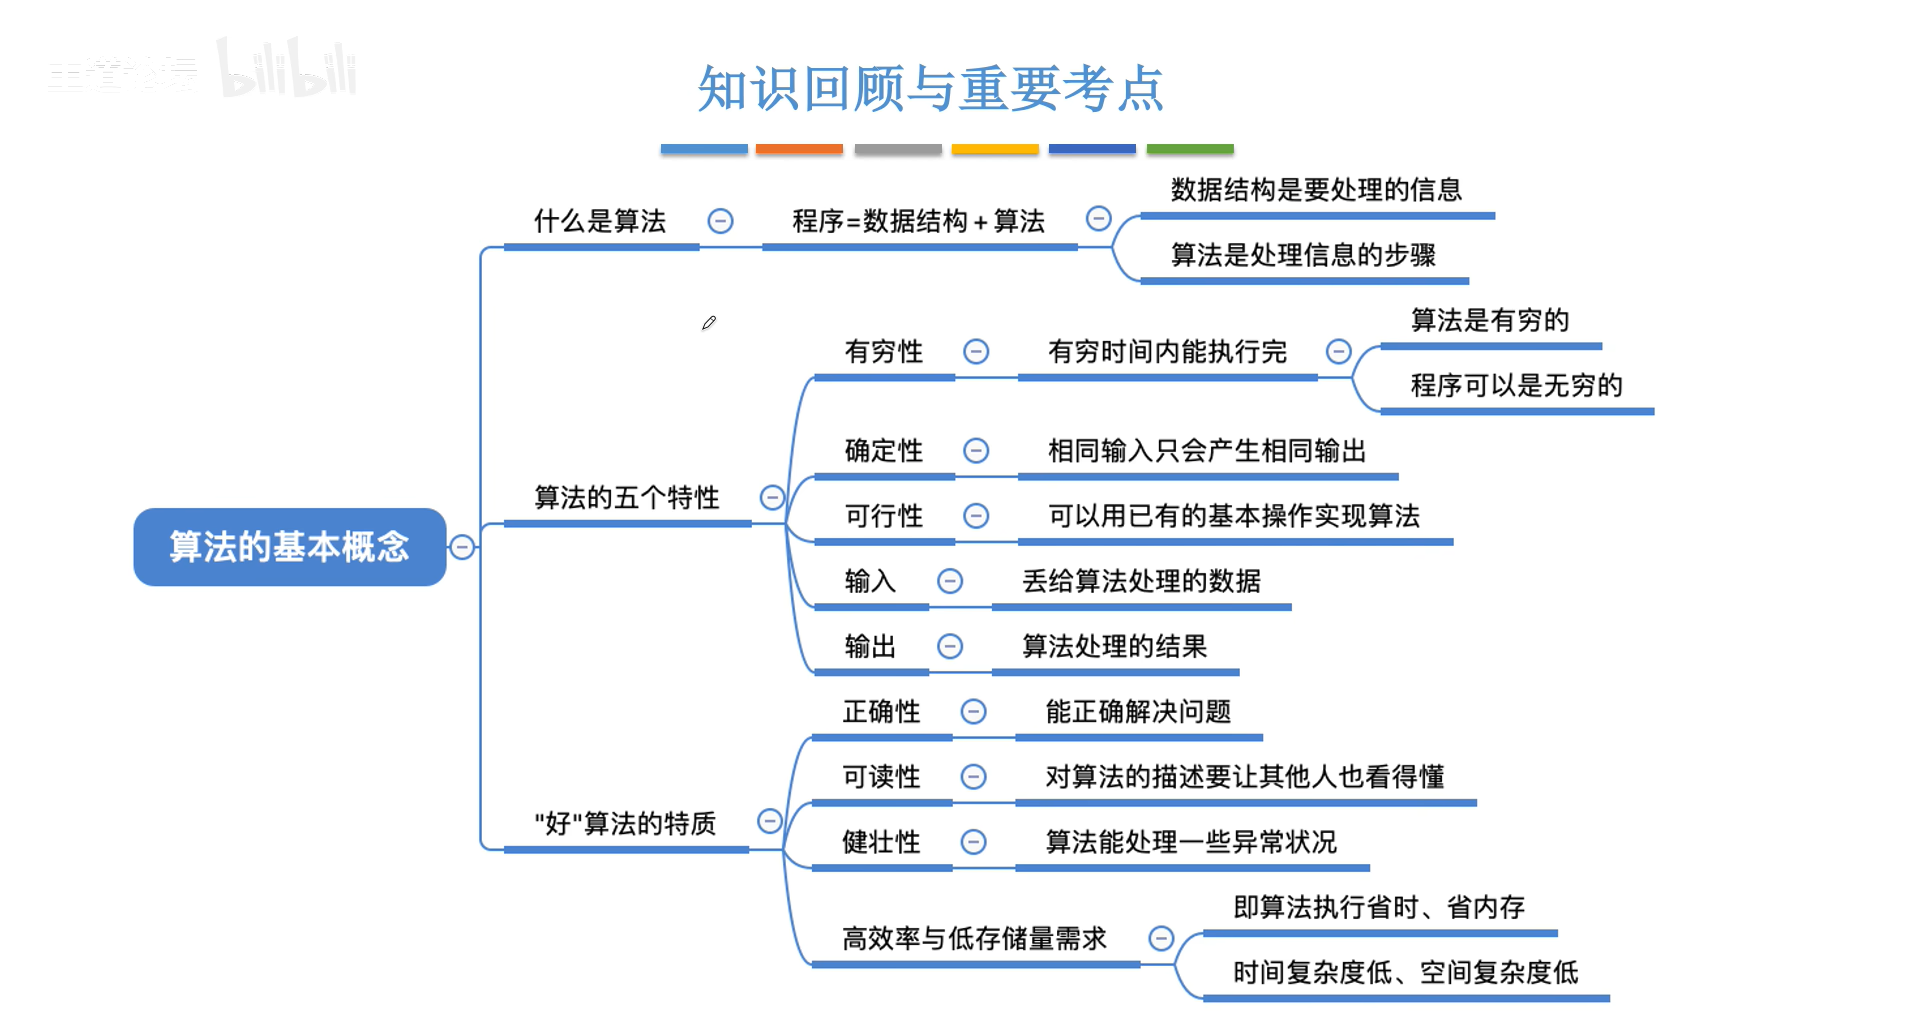 王道论坛 bilibili
知识回顾与重要考点
算法的基本概念
什么是算法
程序=数据结构+算法
数据结构是要处理的信息
算法是处理信息的步骤
算法的五个特性
有穷性
有穷时间内能执行完
算法是有穷的
程序可以是无穷的
确定性
相同输入只会产生相同输出
可行性
可以用已有的基本操作实现算法
输入
丢给算法处理的数据
输出
算法处理的结果
"好"算法的特质
正确性
能正确解决问题
可读性
对算法的描述要让其他人也看得懂
健壮性
算法能处理一些异常状况
高效率与低存储量需求
即算法执行省时、省内存
时间复杂度低、空间复杂度低